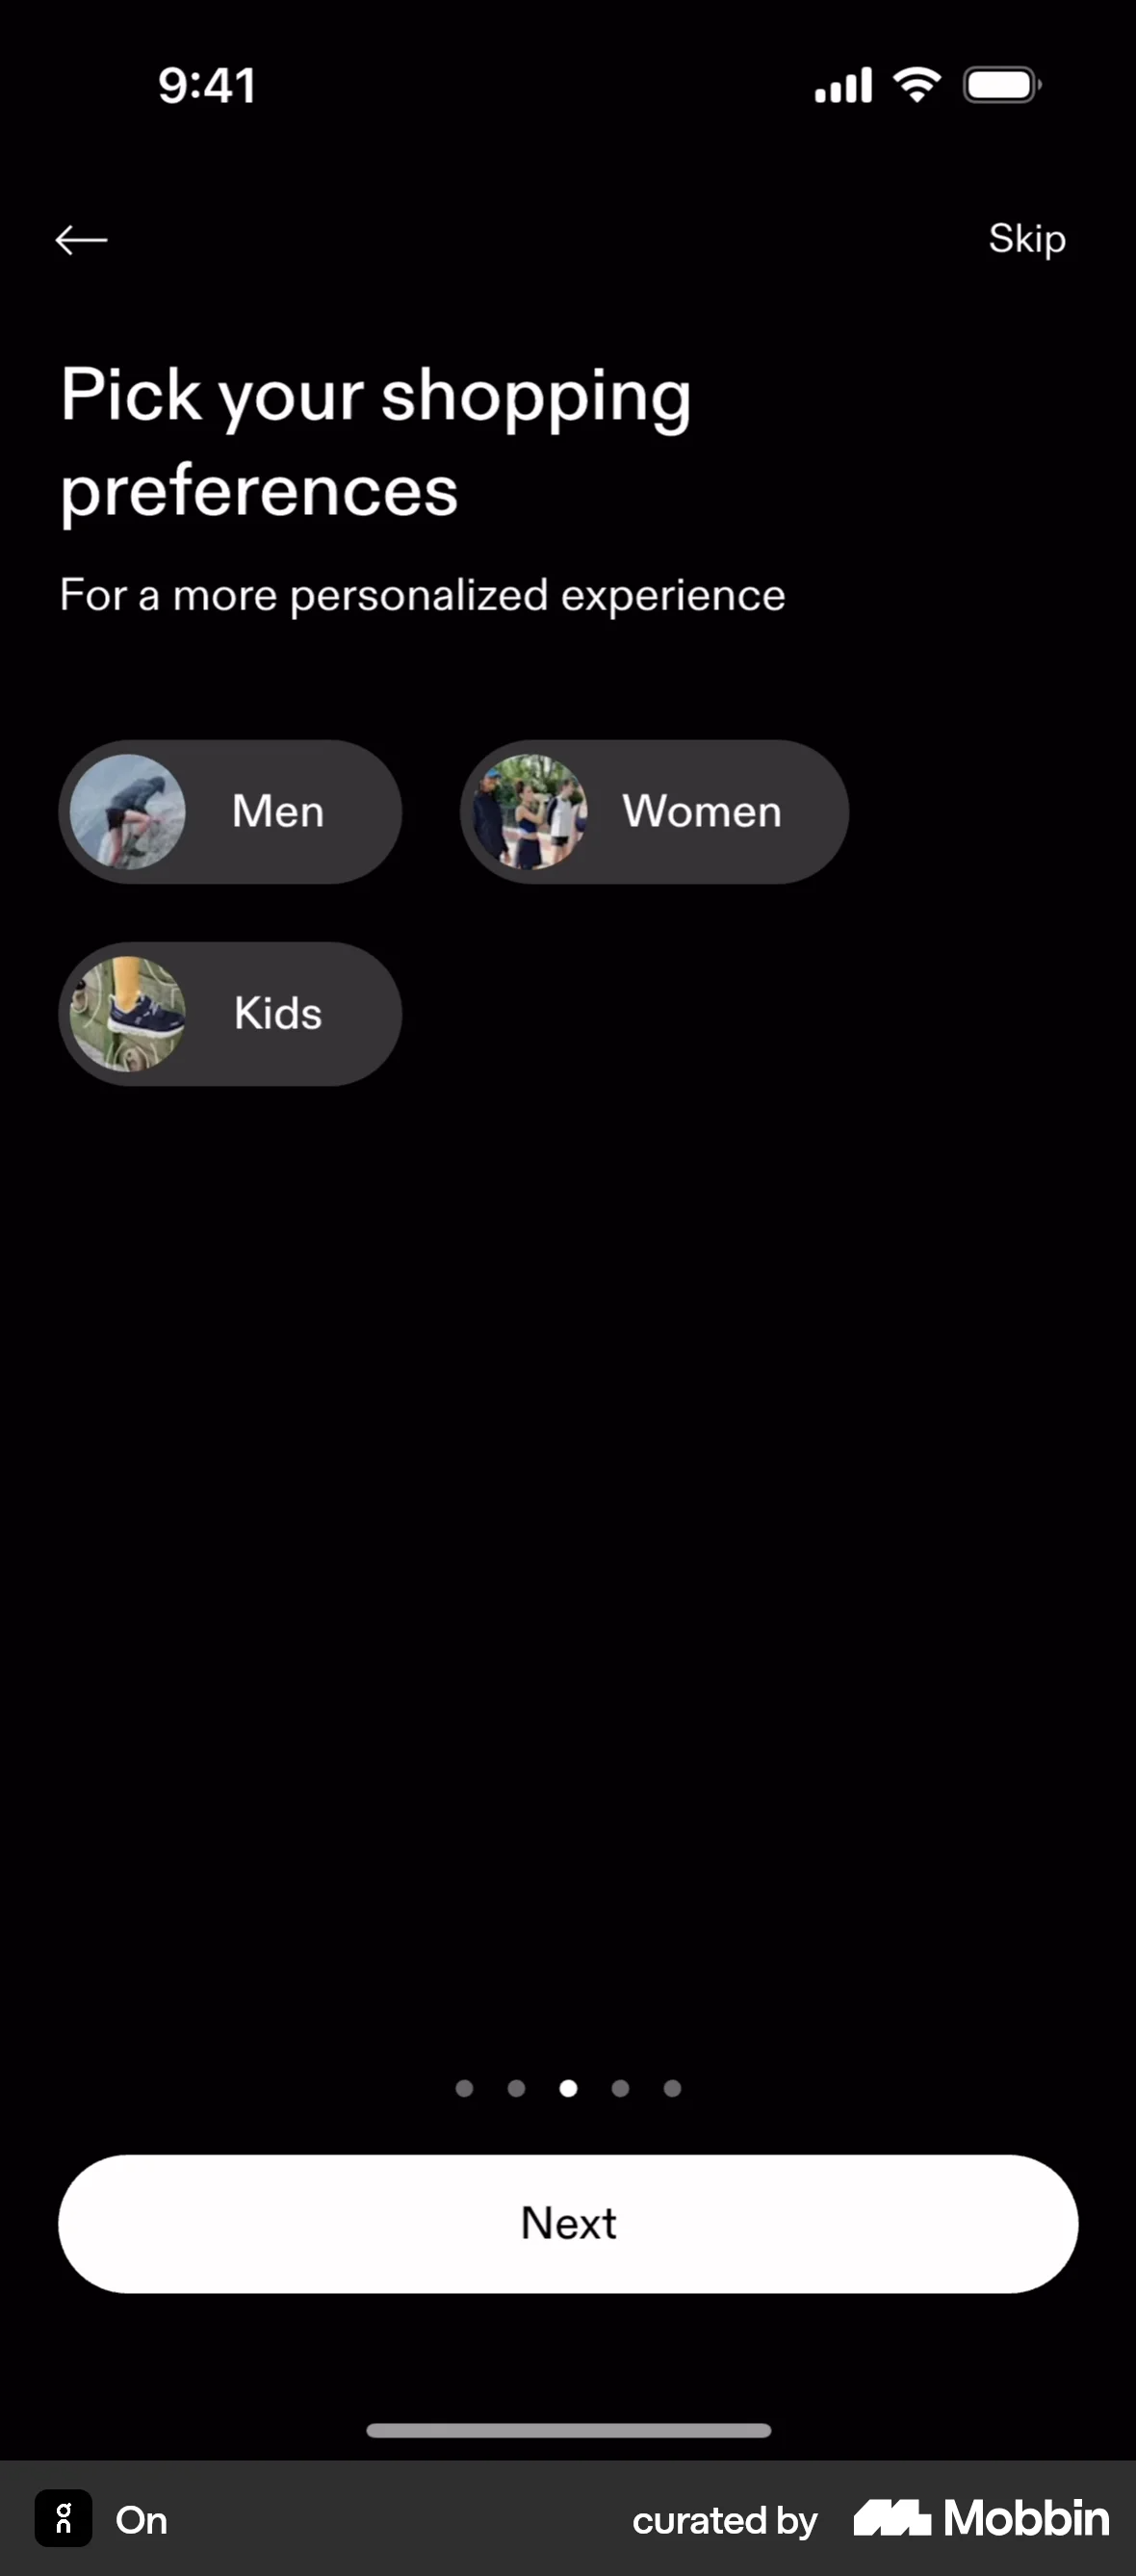 9:41
Skip
Pick your shopping
preferences
For a more personalized experience
Men
Women
Kids
Next
On
curated by Mobbin